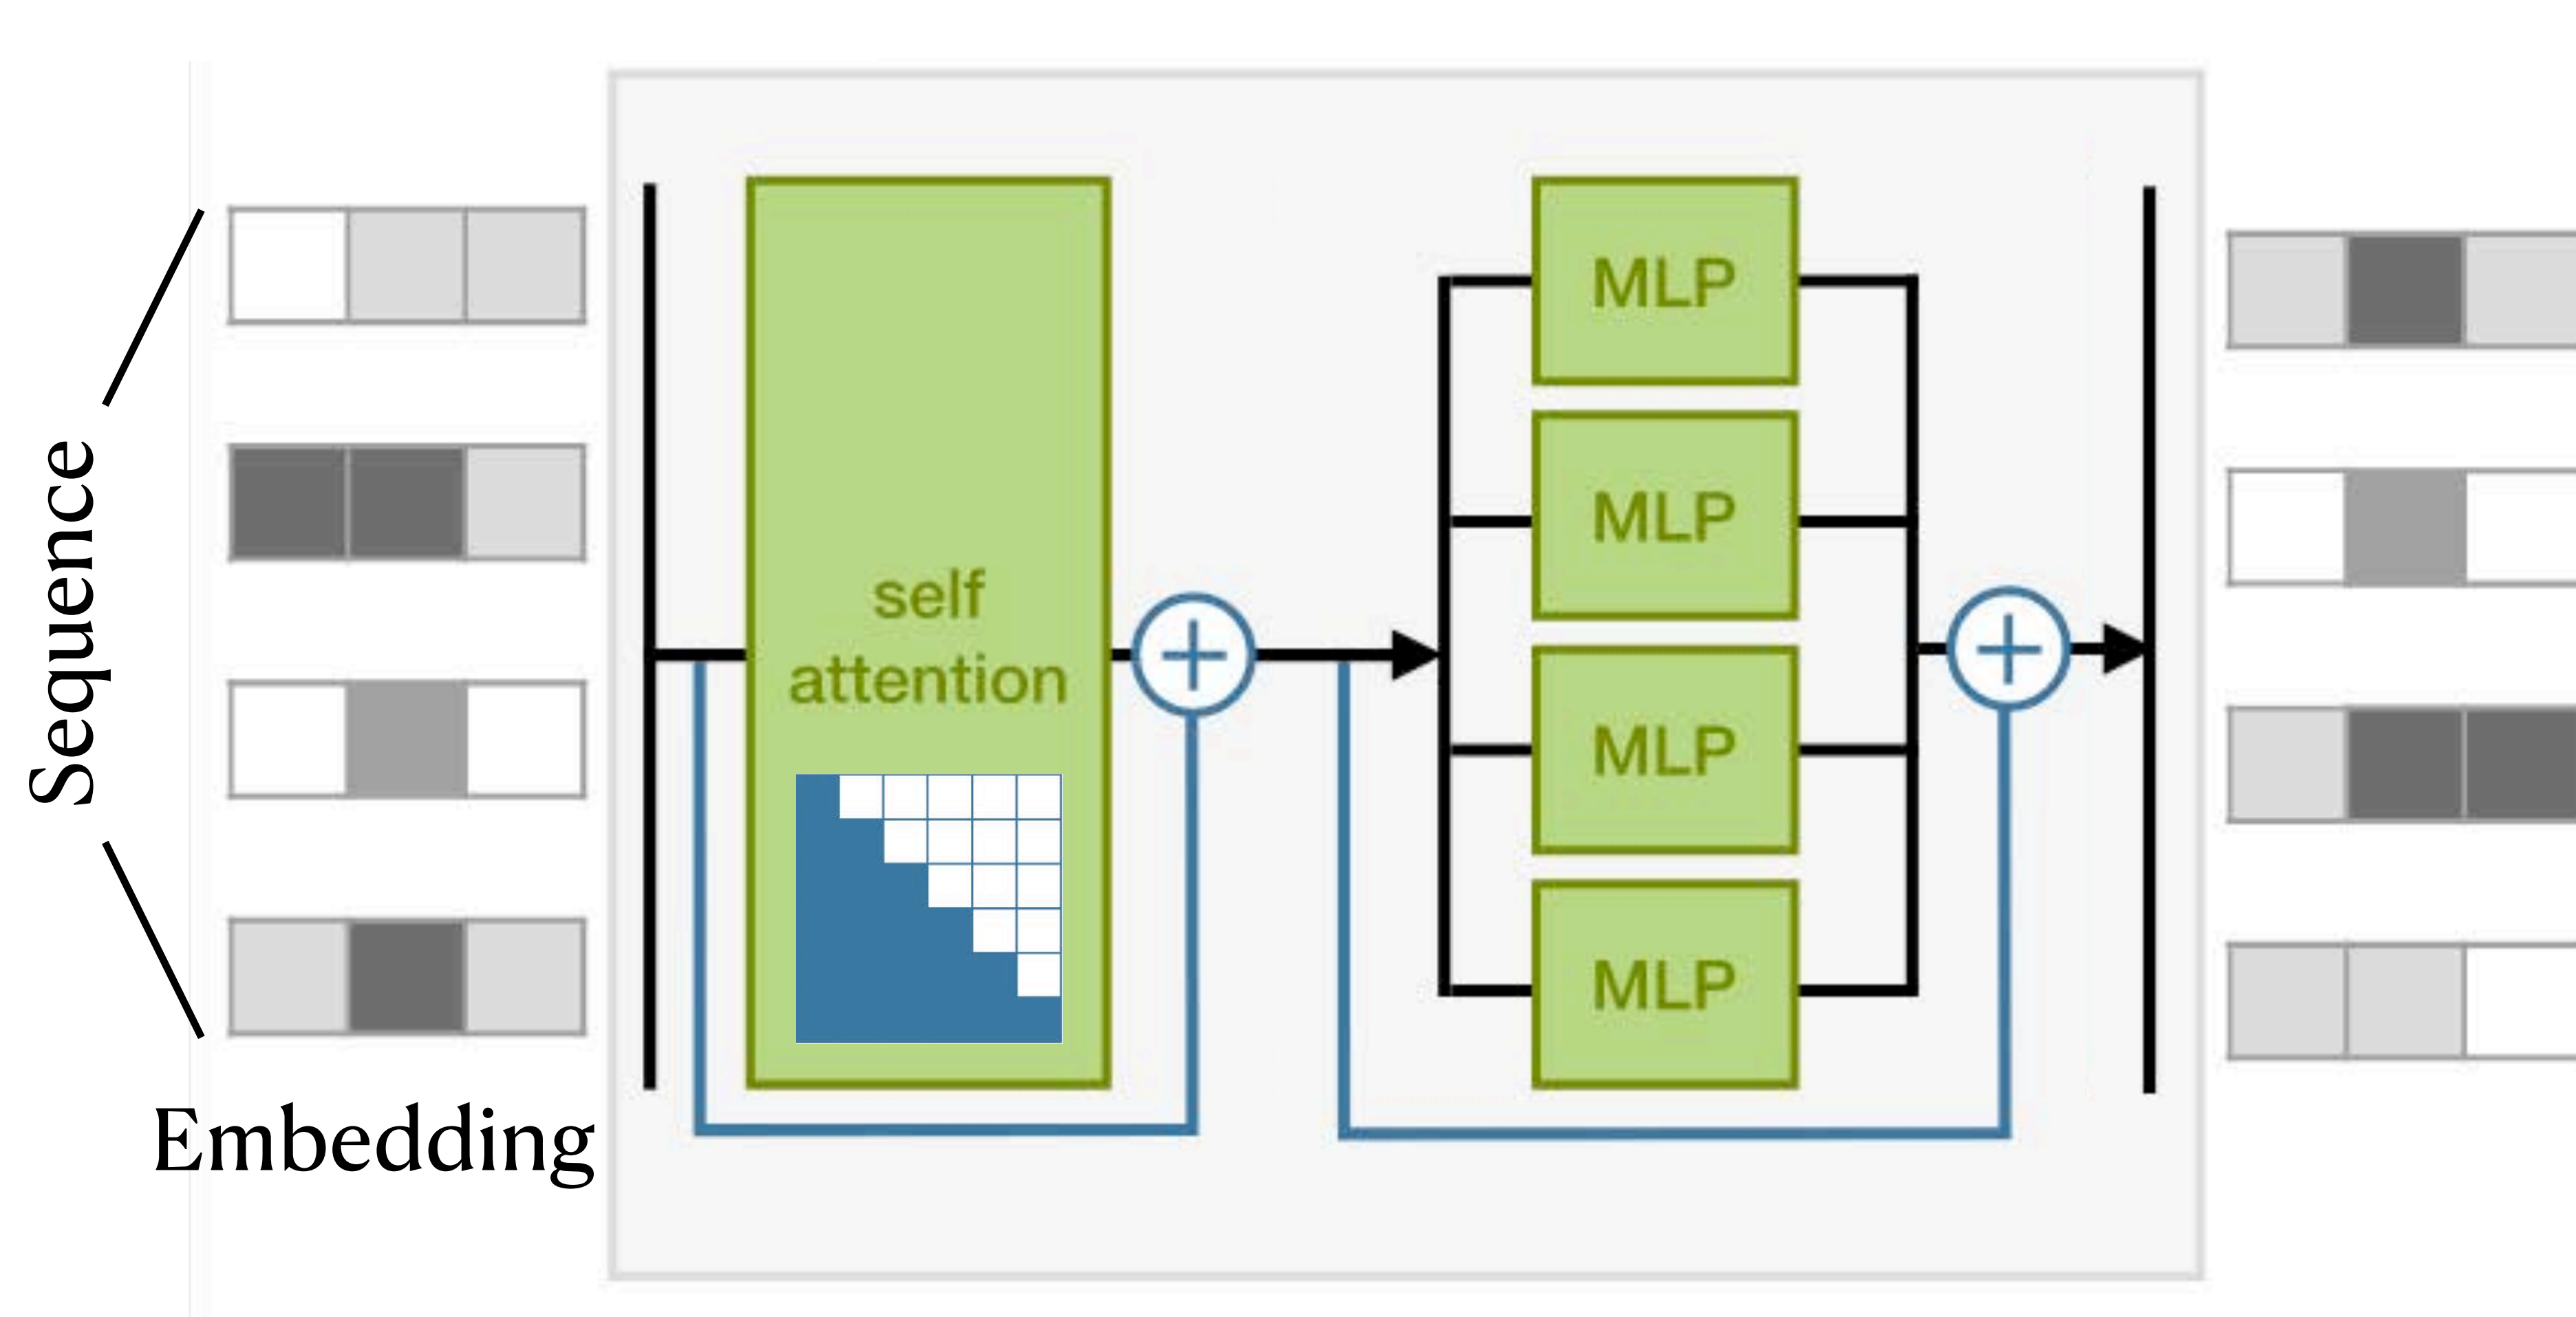 Sequence
Embedding
self
attention
MLP
MLP
MLP
MLP